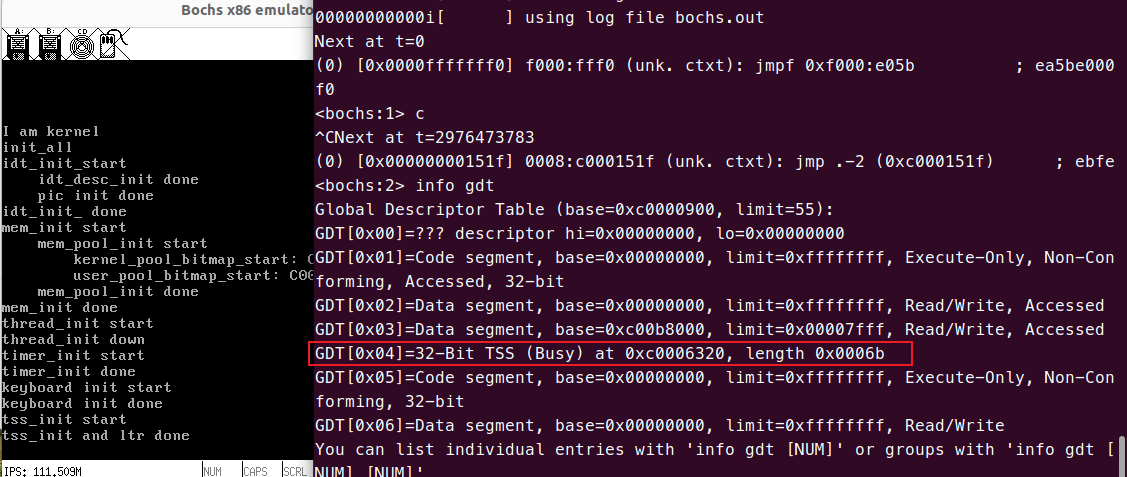 Bochs x86 emulato
A:
B:
CD
I am kernel
init_all
idt_init_start
idt_desc_init done
pic init done
idt_init_ done
mem_init start
mem_pool_init start
kernel_pool_bitmap_start:
user_pool_bitmap_start: C00
mem_pool_init done
mem_init done
thread_init start
thread_init down
timer_init start
timer_init done
keyboard init start
keyboard init done
tss_init start
tss_init and ltr done
IPS: 111,509M
NUM
CAPS
SCRL
00000000000i[      ] using log file bochs.out
Next at t=0
(0) [0x0000fffffff0] f000:fff0 (unk. ctxt): jmpf 0xf000:e05b          ; ea5be000
f0
<bochs:1> c
^CNext at t=2976473783
(0) [0x00000000151f] 0008:c000151f (unk. ctxt): jmp .-2 (0xc000151f)     ; ebfe
<bochs:2> info gdt
Global Descriptor Table (base=0xc0000900, limit=55):
GDT[0x00]=??? descriptor hi=0x00000000, lo=0x00000000
GDT[0x01]=Code segment, base=0x00000000, limit=0xffffffff, Execute-Only, Non-Con
forming, Accessed, 32-bit
GDT[0x02]=Data segment, base=0x00000000, limit=0xffffffff, Read/Write, Accessed
GDT[0x03]=Data segment, base=0xc00b8000, limit=0x00007fff, Read/Write, Accessed
GDT[0x04]=32-Bit TSS (Busy) at 0xc0006320, length 0x0006b
GDT[0x05]=Code segment, base=0x00000000, limit=0xffffffff, Execute-Only, Non-Con
forming, 32-bit
GDT[0x06]=Data segment, base=0x00000000, limit=0xffffffff, Read/Write
You can list individual entries with 'info gdt [NUM]' or groups with 'info gdt [
NUM] [NUM]'